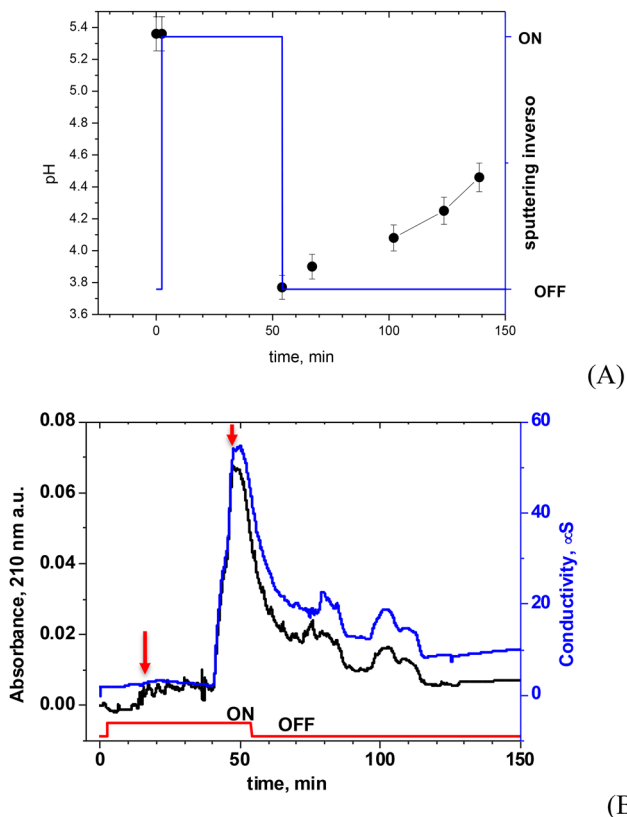 5.4
5.2
5.0
4.8
4.6
4.4
4.2
4.0
3.8
3.6
pH
0
50
100
150
time, min
ON
OFF
sputtering inverso
(A)
0.08
0.06
0.04
0.02
0.00
Absorbance, 210 nm a.u.
60
40
20
0
Conductivity, ∝S
ON
OFF
0
50
100
150
time, min
(B